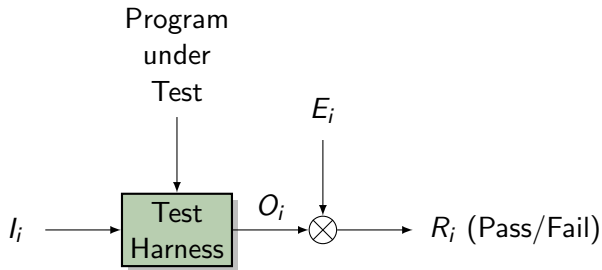 Program
under
Test
E_i
I_i
Test
Harness
O_i
R_i (Pass/Fail)